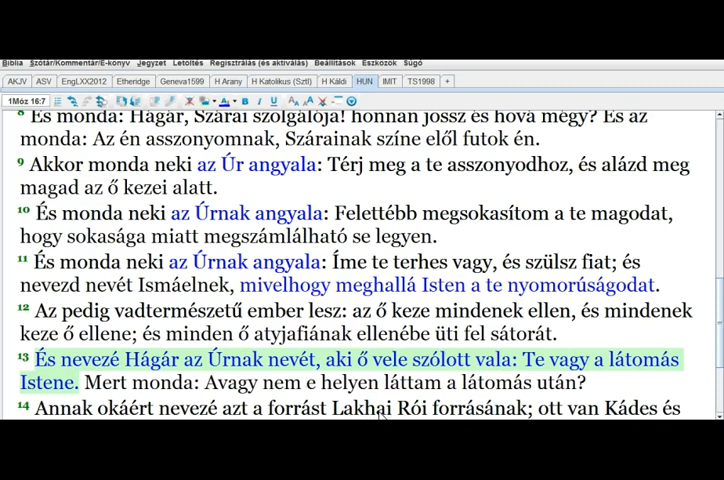 Biblia Szótár/Kommentár/E-könyv Jegyzet Letöltés Regisztrálás (és aktiválás) Beállítások Eszközök Súgó
AKJV ASV EngLXX2012 Etheridge Geneva1599 H Arany H Katolikus (Sztl) H Káldi HUN IMIT TS1998 +
1Móz 16:7
8 És monda: Hágár, Szárai szolgálója! honnan jössz és hová mégy? És az
monda: Az én asszonyomnak, Szárainak színe elől futok én.
9 Akkor monda neki az Úr angyala: Térj meg a te asszonyodhoz, és alázd meg
magad az ő kezei alatt.
10 És monda neki az Úrnak angyala: Felettébb megsokasítom a te magodat,
hogy sokasága miatt megszámlálható se legyen.
11 És monda neki az Úrnak angyala: Íme te terhes vagy, és szülsz fiat; és
nevezd nevét Ismáelnek, mivelhogy meghallá Isten a te nyomorúságodat.
12 Az pedig vadtermészetű ember lesz: az ő keze mindenek ellen, és mindenek
keze ő ellene; és minden ő atyjafiának ellenébe üti fel sátorát.
13 És nevezé Hágár az Úrnak nevét, aki ő vele szólott vala: Te vagy a látomás
Istene. Mert monda: Avagy nem e helyen láttam a látomás után?
14 Annak okáért nevezé azt a forrást Lakhai Rói forrásának; ott van Kádes és